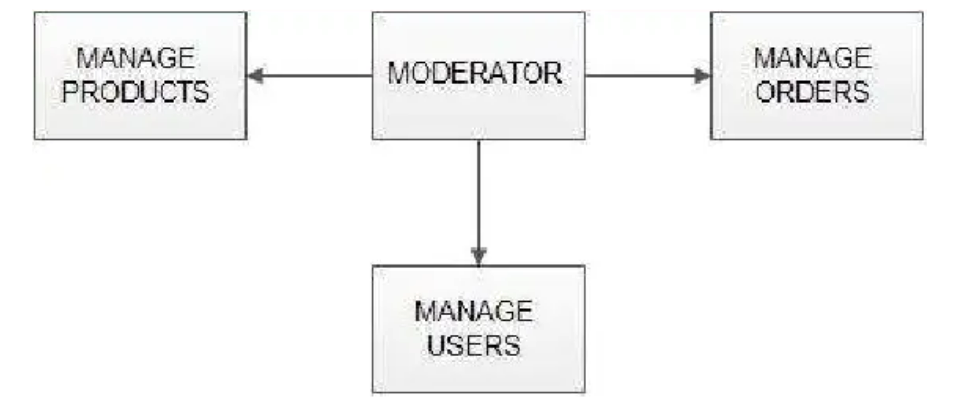 MANAGE
PRODUCTS
MODERATOR
MANAGE
ORDERS
MANAGE
USERS